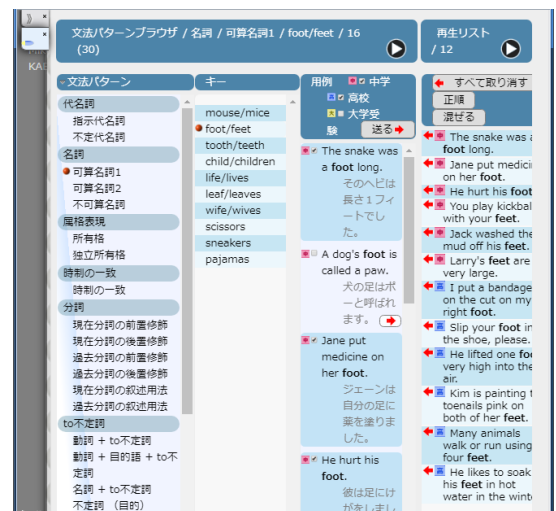 文法パターンブラウザ / 名詞 / 可算名詞1 / foot/feet / 16
(30)
再生リスト
/ 12
文法パターン
代名詞
指示代名詞
不定代名詞
名詞
可算名詞1
可算名詞2
不可算名詞
属格表現
所有格
独立所有格
時制の一致
時制の一致
分詞
現在分詞の前置修飾
現在分詞の後置修飾
過去分詞の前置修飾
過去分詞の後置修飾
現在分詞の叙述用法
過去分詞の叙述用法
to不定詞
動詞 + to不定詞
動詞 + 目的語 + to不
定詞
名詞 + to不定詞
不定詞 (目的)
キー
mouse/mice
foot/feet
tooth/teeth
child/children
life/lives
leaf/leaves
wife/wives
scissors
sneakers
pajamas
用例 中学
高校
大学受
験 送る
The snake was
a foot long.
そのヘビは
長さ１フィ
ートでし
た。
A dog's foot is
called a paw.
犬の足はポ
ーと呼ばれ
ます。
Jane put
medicine on
her foot.
ジェーンは
自分の足に
薬を塗りま
した。
He hurt his
foot.
彼は足にけ
がをしまし
すべて取り消す
正順
混ぜる
The snake was a
foot long.
Jane put medici
on her foot.
He hurt his foot
You play kickbal
with your feet.
Jack washed the
mud off his feet.
Larry's feet are
very large.
I put a bandage
on the cut on my
right foot.
Slip your foot in
the shoe, please.
He lifted one foo
very high into the
air.
Kim is painting t
toenails pink on
both of her feet.
Many animals
walk or run using
four feet.
He likes to soak
his feet in hot
water in the wint